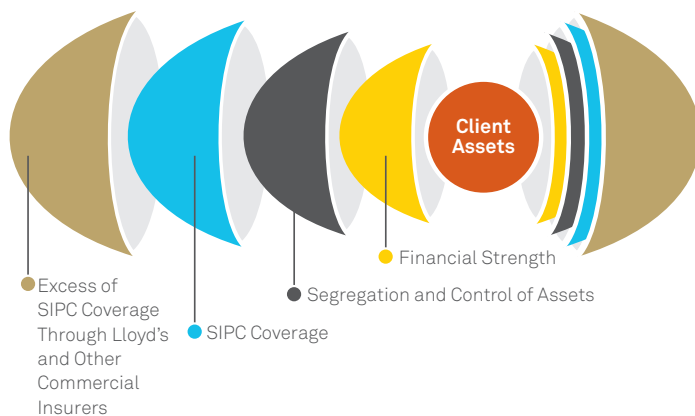 Client
Assets
Financial Strength
Segregation and Control of Assets
SIPC Coverage
Excess of
SIPC Coverage
Through Lloyd's
and Other
Commercial
Insurers